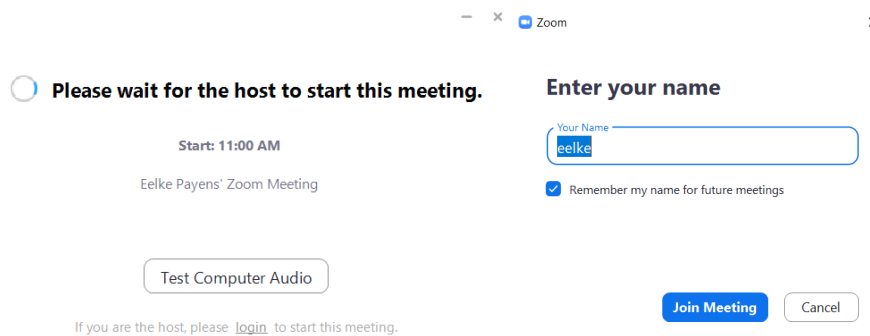 Please wait for the host to start this meeting.
Start: 11:00 AM
Eelke Payens' Zoom Meeting
Test Computer Audio
If you are the host, please login to start this meeting.
Zoom
Enter your name
Your Name
eelke
Remember my name for future meetings
Join Meeting
Cancel